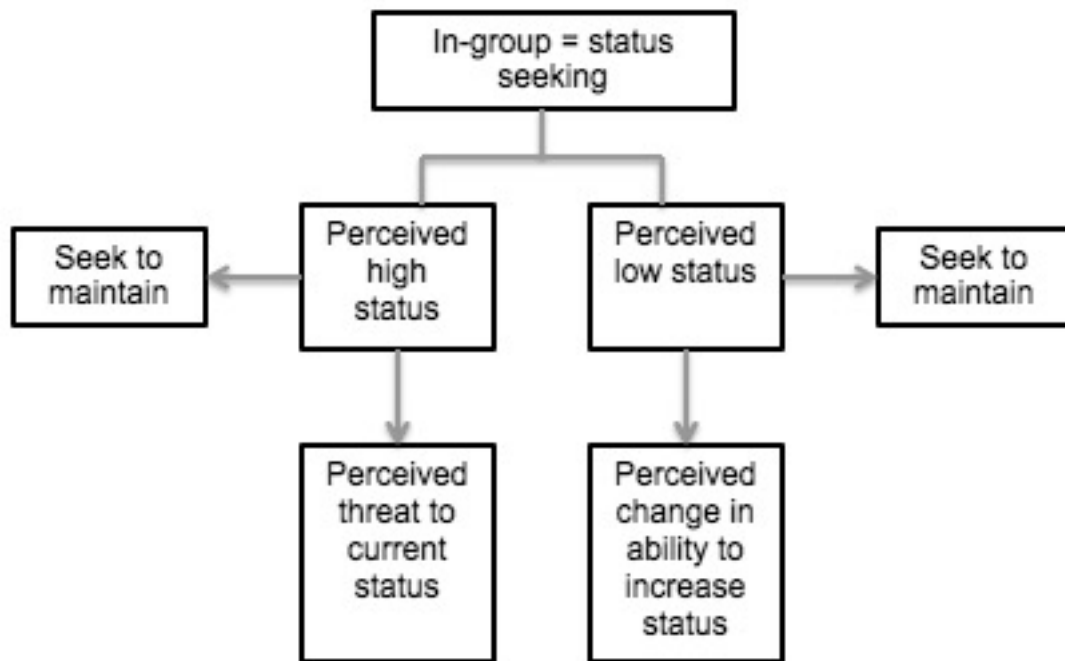 In-group = status
seeking
Seek to
maintain
Perceived
high
status
Perceived
low status
Seek to
maintain
Perceived
threat to
current
status
Perceived
change in
ability to
increase
status